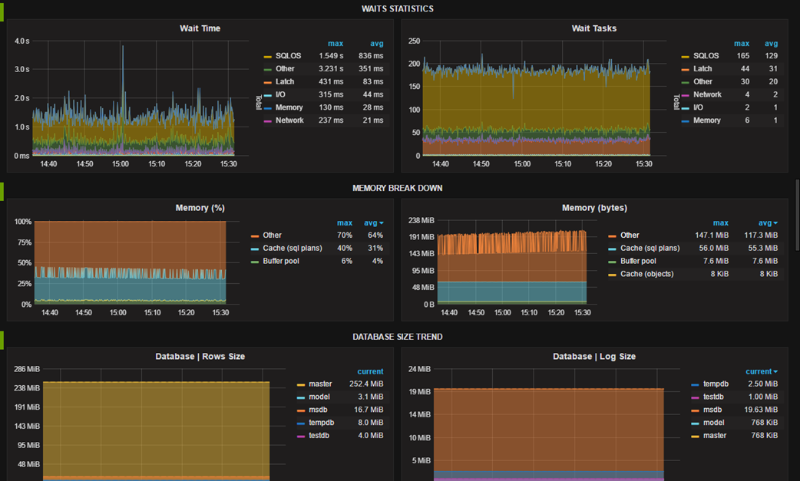 WAITS STATISTICS
Wait Time
4.0 s
3.0 s
2.0 s
1.0 s
0 ms
14:40 14:50 15:00 15:10 15:20 15:30
Total
max avg
SQLOS 1.549 s 836 ms
Other 3.231 s 351 ms
Latch 431 ms 83 ms
I/O 315 ms 44 ms
Memory 130 ms 28 ms
Network 237 ms 21 ms
Wait Tasks
250
200
150
100
50
0
14:40 14:50 15:00 15:10 15:20 15:30
Total
max avg
SQLOS 165 129
Latch 44 31
Other 30 20
Network 4 2
I/O 2 1
Memory 6 1
MEMORY BREAK DOWN
Memory (%)
100%
75%
50%
25%
0%
14:40 14:50 15:00 15:10 15:20 15:30
max avg
Other 70% 64%
Cache (sql plans) 40% 31%
Buffer pool 6% 4%
Memory (bytes)
238 MiB
191 MiB
143 MiB
95 MiB
48 MiB
0 B
14:40 14:50 15:00 15:10 15:20 15:30
max avg
Other 147.1 MiB 117.3 MiB
Cache (sql plans) 56.0 MiB 55.3 MiB
Buffer pool 7.6 MiB 7.6 MiB
Cache (objects) 8 KiB 8 KiB
DATABASE SIZE TREND
Database | Rows Size
286 MiB
238 MiB
191 MiB
143 MiB
95 MiB
48 MiB
current
master 252.4 MiB
model 3.1 MiB
msdb 16.7 MiB
tempdb 8.0 MiB
testdb 4.0 MiB
Database | Log Size
24 MiB
19 MiB
14 MiB
10 MiB
5 MiB
current
tempdb 2.50 MiB
testdb 1.00 MiB
msdb 19.63 MiB
model 768 KiB
master 768 KiB